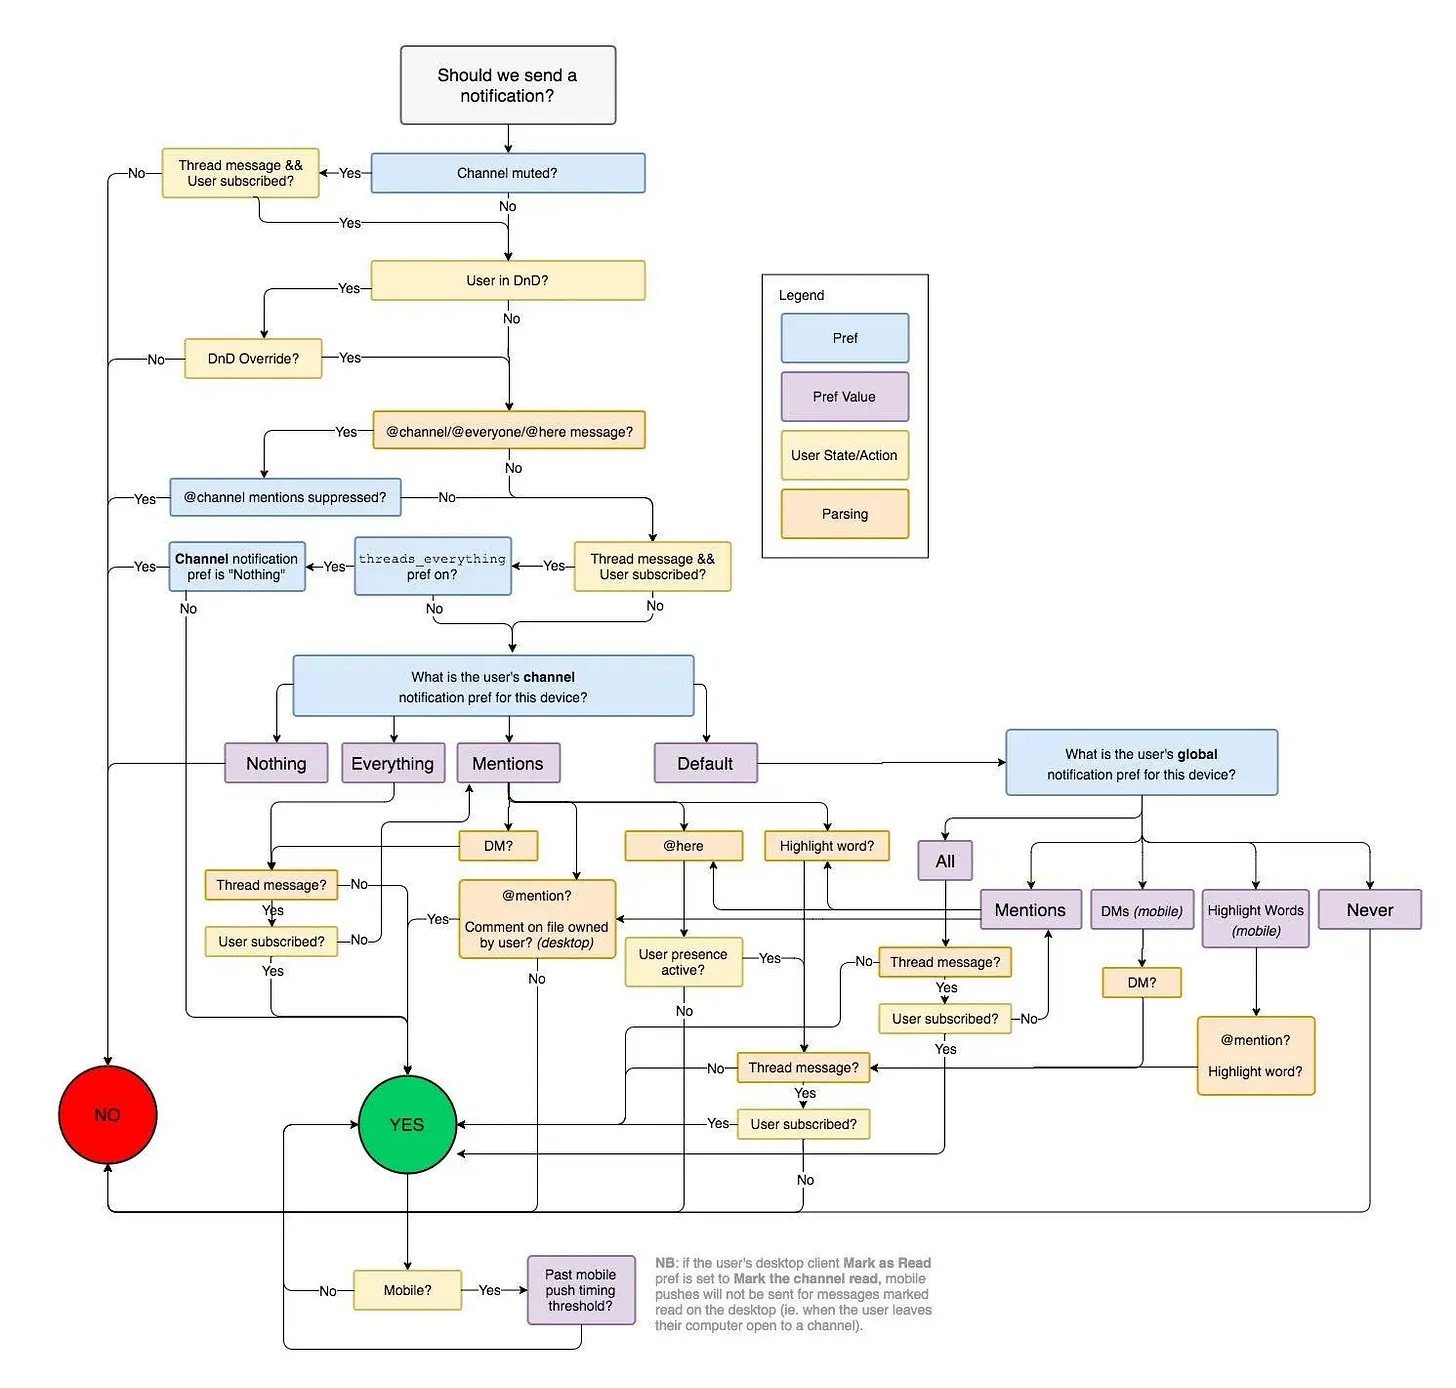 Should we send a
notification?
Thread message &&
User subscribed?
No
Yes
Channel muted?
No
Yes
User in DnD?
Yes
No
DnD Override?
No
Yes
@channel/@everyone/@here message?
Yes
No
@channel mentions suppressed?
Yes
No
Channel notification
pref is "Nothing"
Yes
No
threads_everything
pref on?
Yes
No
Thread message &&
User subscribed?
Yes
No
Legend
Pref
Pref Value
User State/Action
Parsing
What is the user's channel
notification pref for this device?
Nothing
Everything
Mentions
Default
What is the user's global
notification pref for this device?
DM?
@here
Highlight word?
All
Thread message?
No
Yes
User subscribed?
No
Yes
@mention?
Comment on file owned
by user? (desktop)
Yes
No
User presence
active?
Yes
No
Mentions
DMs (mobile)
Highlight Words
(mobile)
Never
Thread message?
No
Yes
User subscribed?
No
Yes
DM?
@mention?
Highlight word?
Thread message?
No
Yes
User subscribed?
Yes
No
NO
YES
Mobile?
No
Yes
Past mobile
push timing
threshold?
NB: if the user's desktop client Mark as Read
pref is set to Mark the channel read, mobile
pushes will not be sent for messages marked
read on the desktop (ie. when the user leaves
their computer open to a channel).